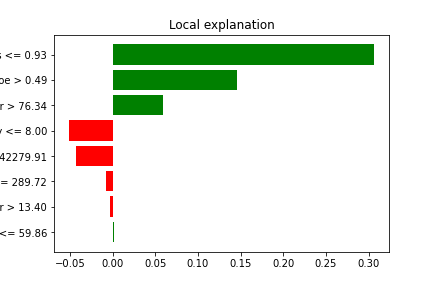 Local explanation
s <= 0.93
oe > 0.49
r > 76.34
<= 8.00
42279.91
= 289.72
r > 13.40
<= 59.86
−0.05 0.00 0.05 0.10 0.15 0.20 0.25 0.30